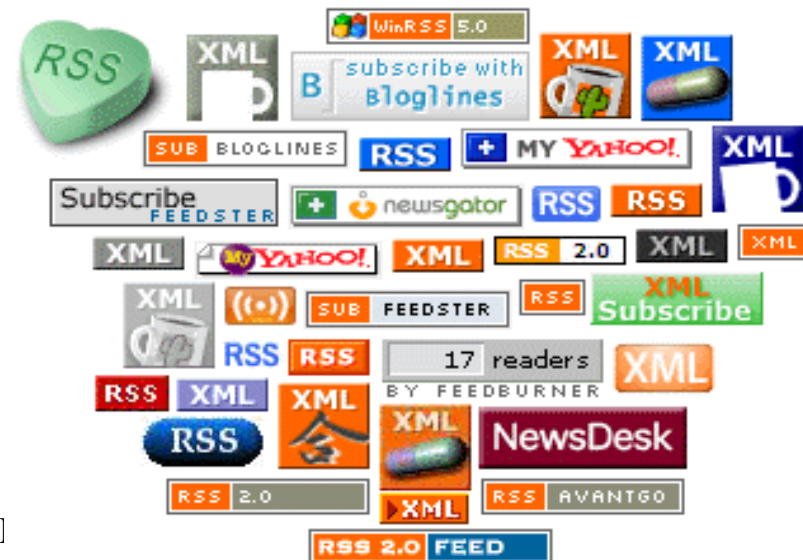 WinRSS 5.0
RSS
XML
subscribe with
Bloglines
B
XML
XML
SUB BLOGLINES
RSS
+ MY YAHOO!.
XML
Subscribe
FEEDSTER
+ newsgator
RSS
RSS
XML
My YAHOO!.
XML
RSS 2.0
XML
XML
XML
SUB FEEDSTER
RSS
XML
Subscribe
RSS
RSS
17 readers
BY FEEDBURNER
XML
RSS
XML
XML
合
RSS
XML
NewsDesk
RSS 2.0
XML
RSS AVANTGO
]
RSS 2.0 FEED